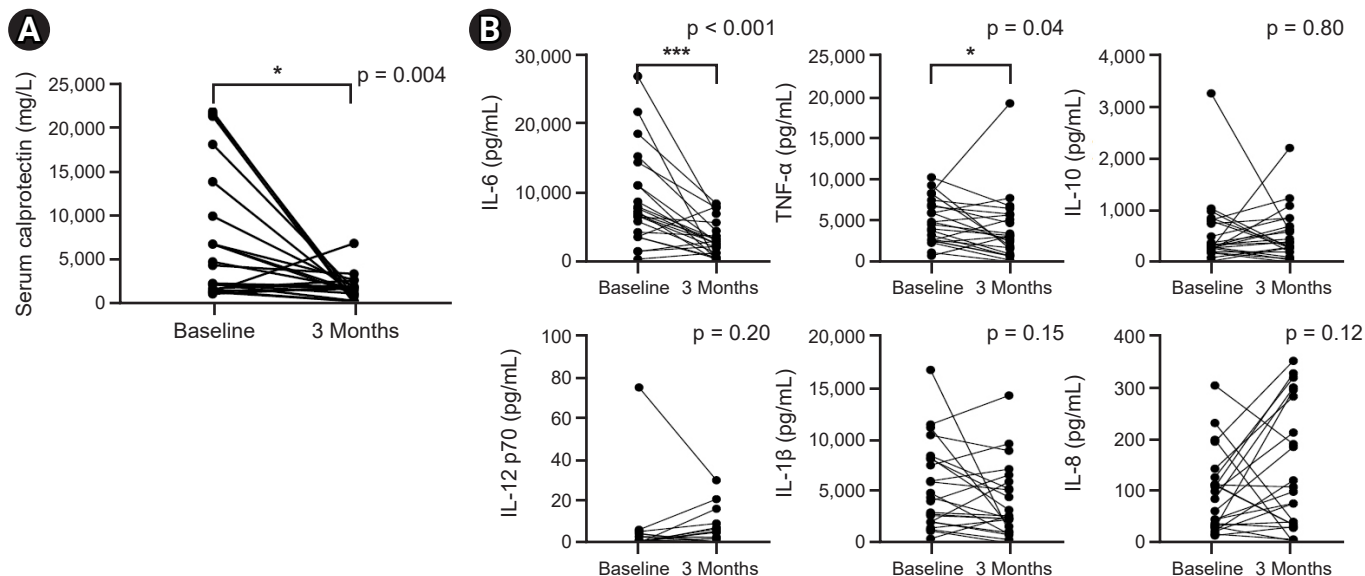 A
Serum calprotectin (mg/L)
25,000
20,000
15,000
10,000
5,000
0
*
p = 0.004
Baseline
3 Months
B
IL-6 (pg/mL)
30,000
20,000
10,000
0
***
p < 0.001
Baseline
3 Months
TNF-α (pg/mL)
25,000
20,000
15,000
10,000
5,000
0
*
p = 0.04
Baseline
3 Months
IL-10 (pg/mL)
4,000
3,000
2,000
1,000
0
p = 0.80
Baseline
3 Months
IL-12 p70 (pg/mL)
100
80
60
40
20
0
p = 0.20
Baseline
3 Months
IL-1β (pg/mL)
20,000
15,000
10,000
5,000
0
p = 0.15
Baseline
3 Months
IL-8 (pg/mL)
400
300
200
100
0
p = 0.12
Baseline
3 Months